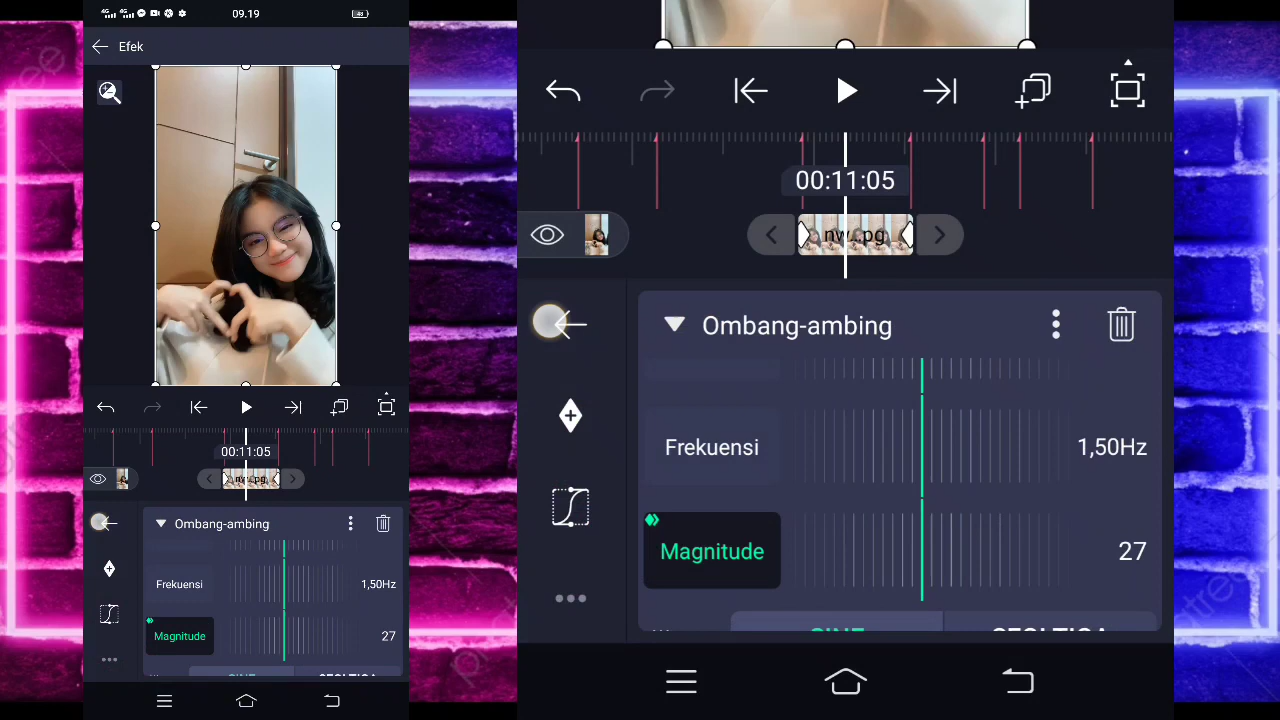 09.19
Efek
00:11:05
Ombang-ambing
Frekuensi
1,50Hz
Magnitude
27
00:11:05
Ombang-ambing
Frekuensi
1,50Hz
Magnitude
27